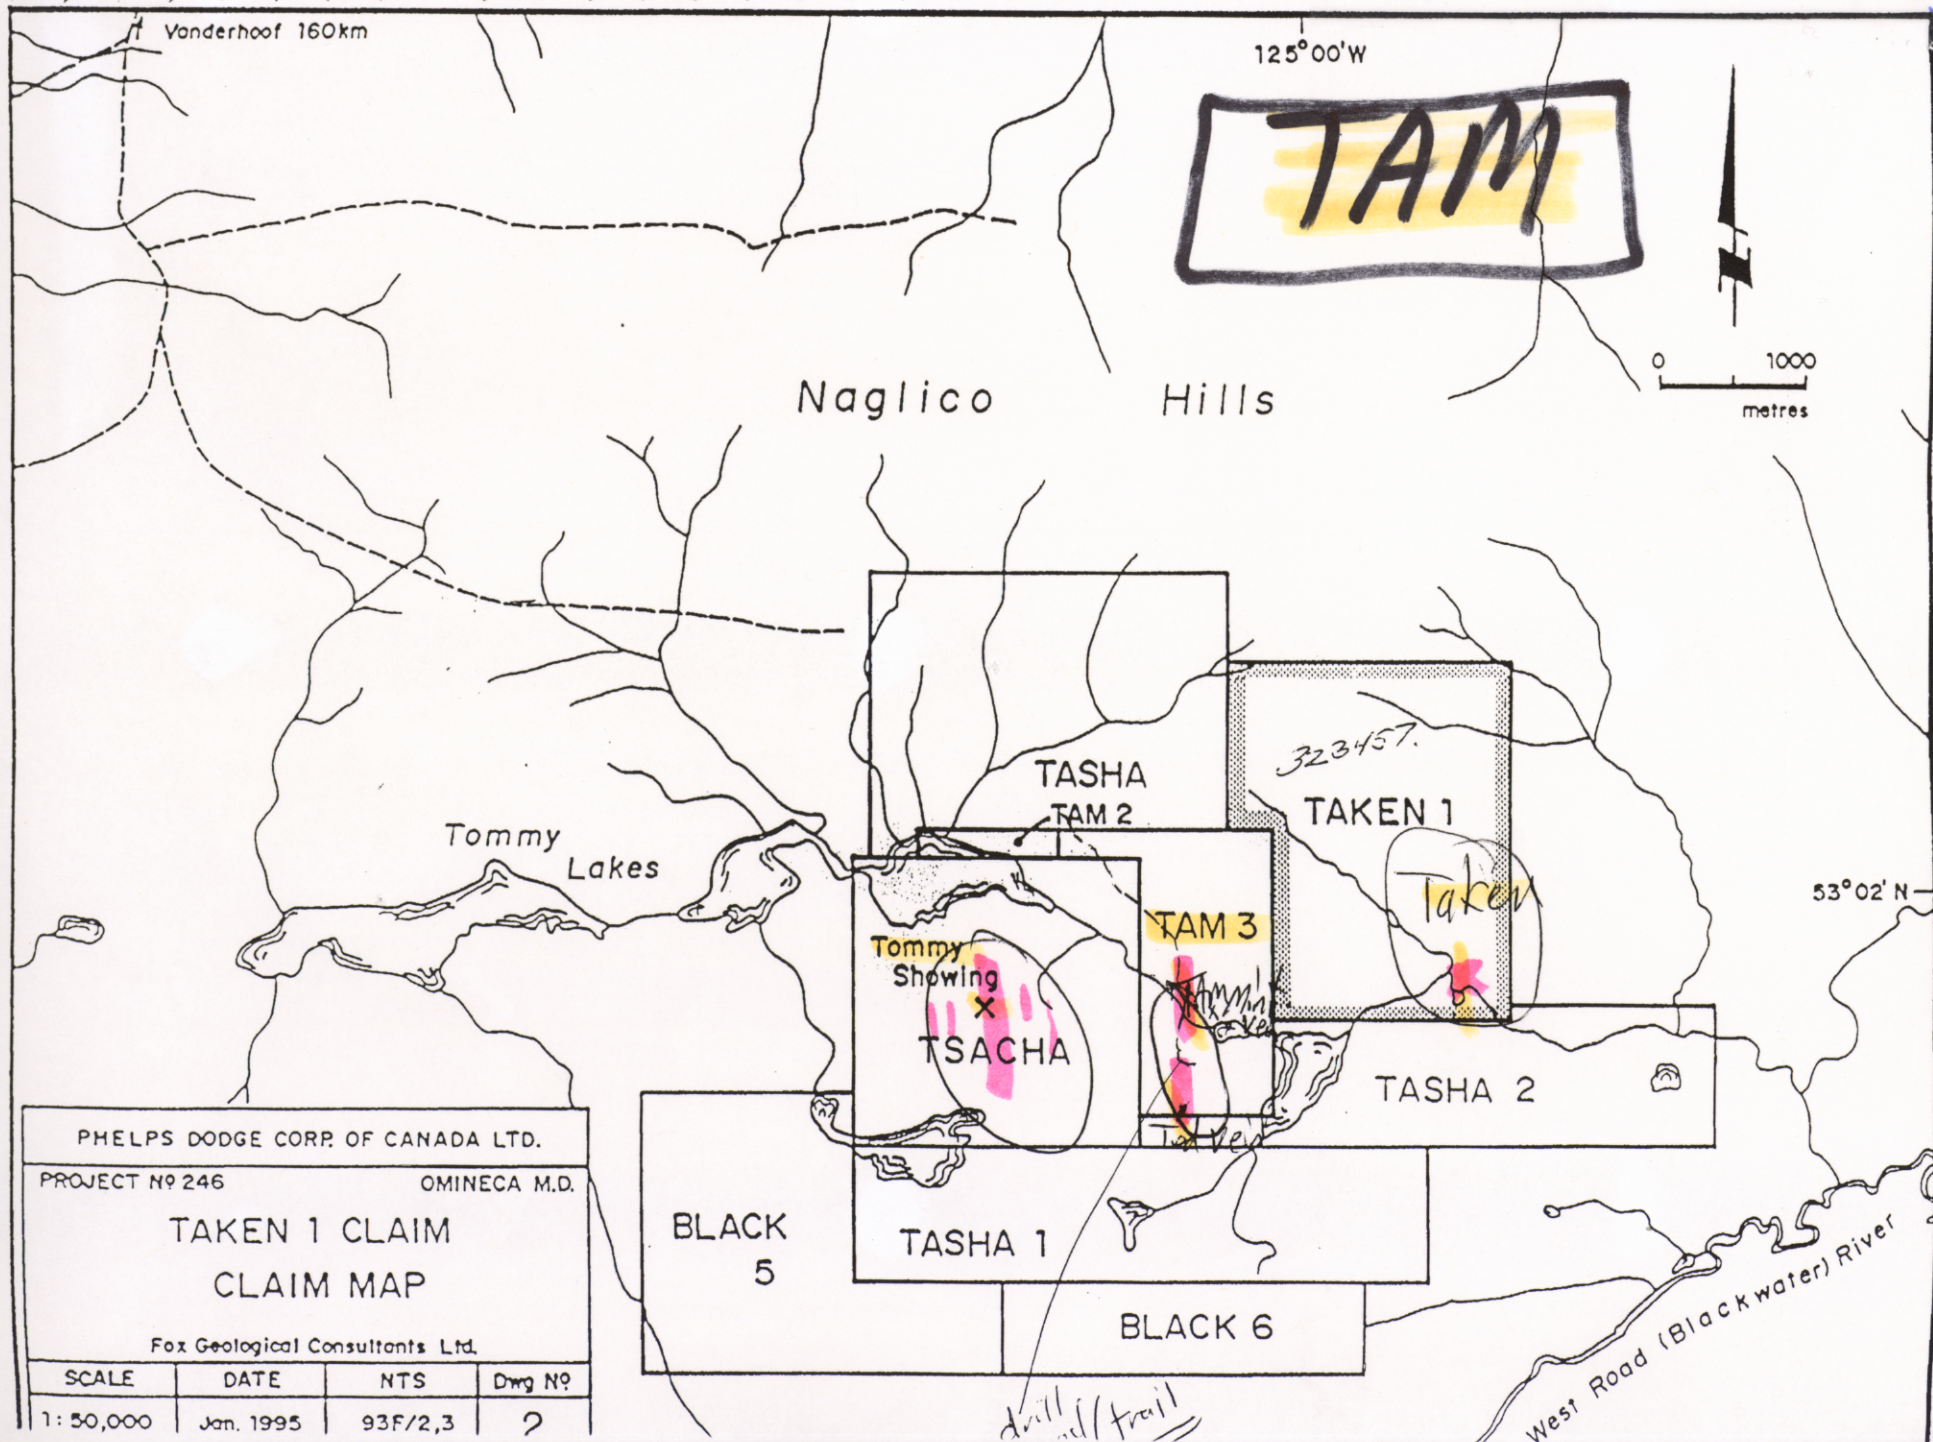 Vanderhoof 160km
125°00'W
TAM
0 1000
metres
Naglico Hills
323457.
TASHA
TAM 2
TAKEN 1
Tommy
Lakes
Taken
53°02' N
TAM 3
Tommy
Showing
TSACHA
TASHA 2
BLACK
5
TASHA 1
BLACK 6
West Road (Blackwater) River
drill
trail
PHELPS DODGE CORP. OF CANADA LTD.
PROJECT Nº 246 OMINECA M.D.
TAKEN 1 CLAIM
CLAIM MAP
Fox Geological Consultants Ltd.
SCALE DATE NTS Dwg Nº
1:50,000 Jan. 1995 93F/2,3 2